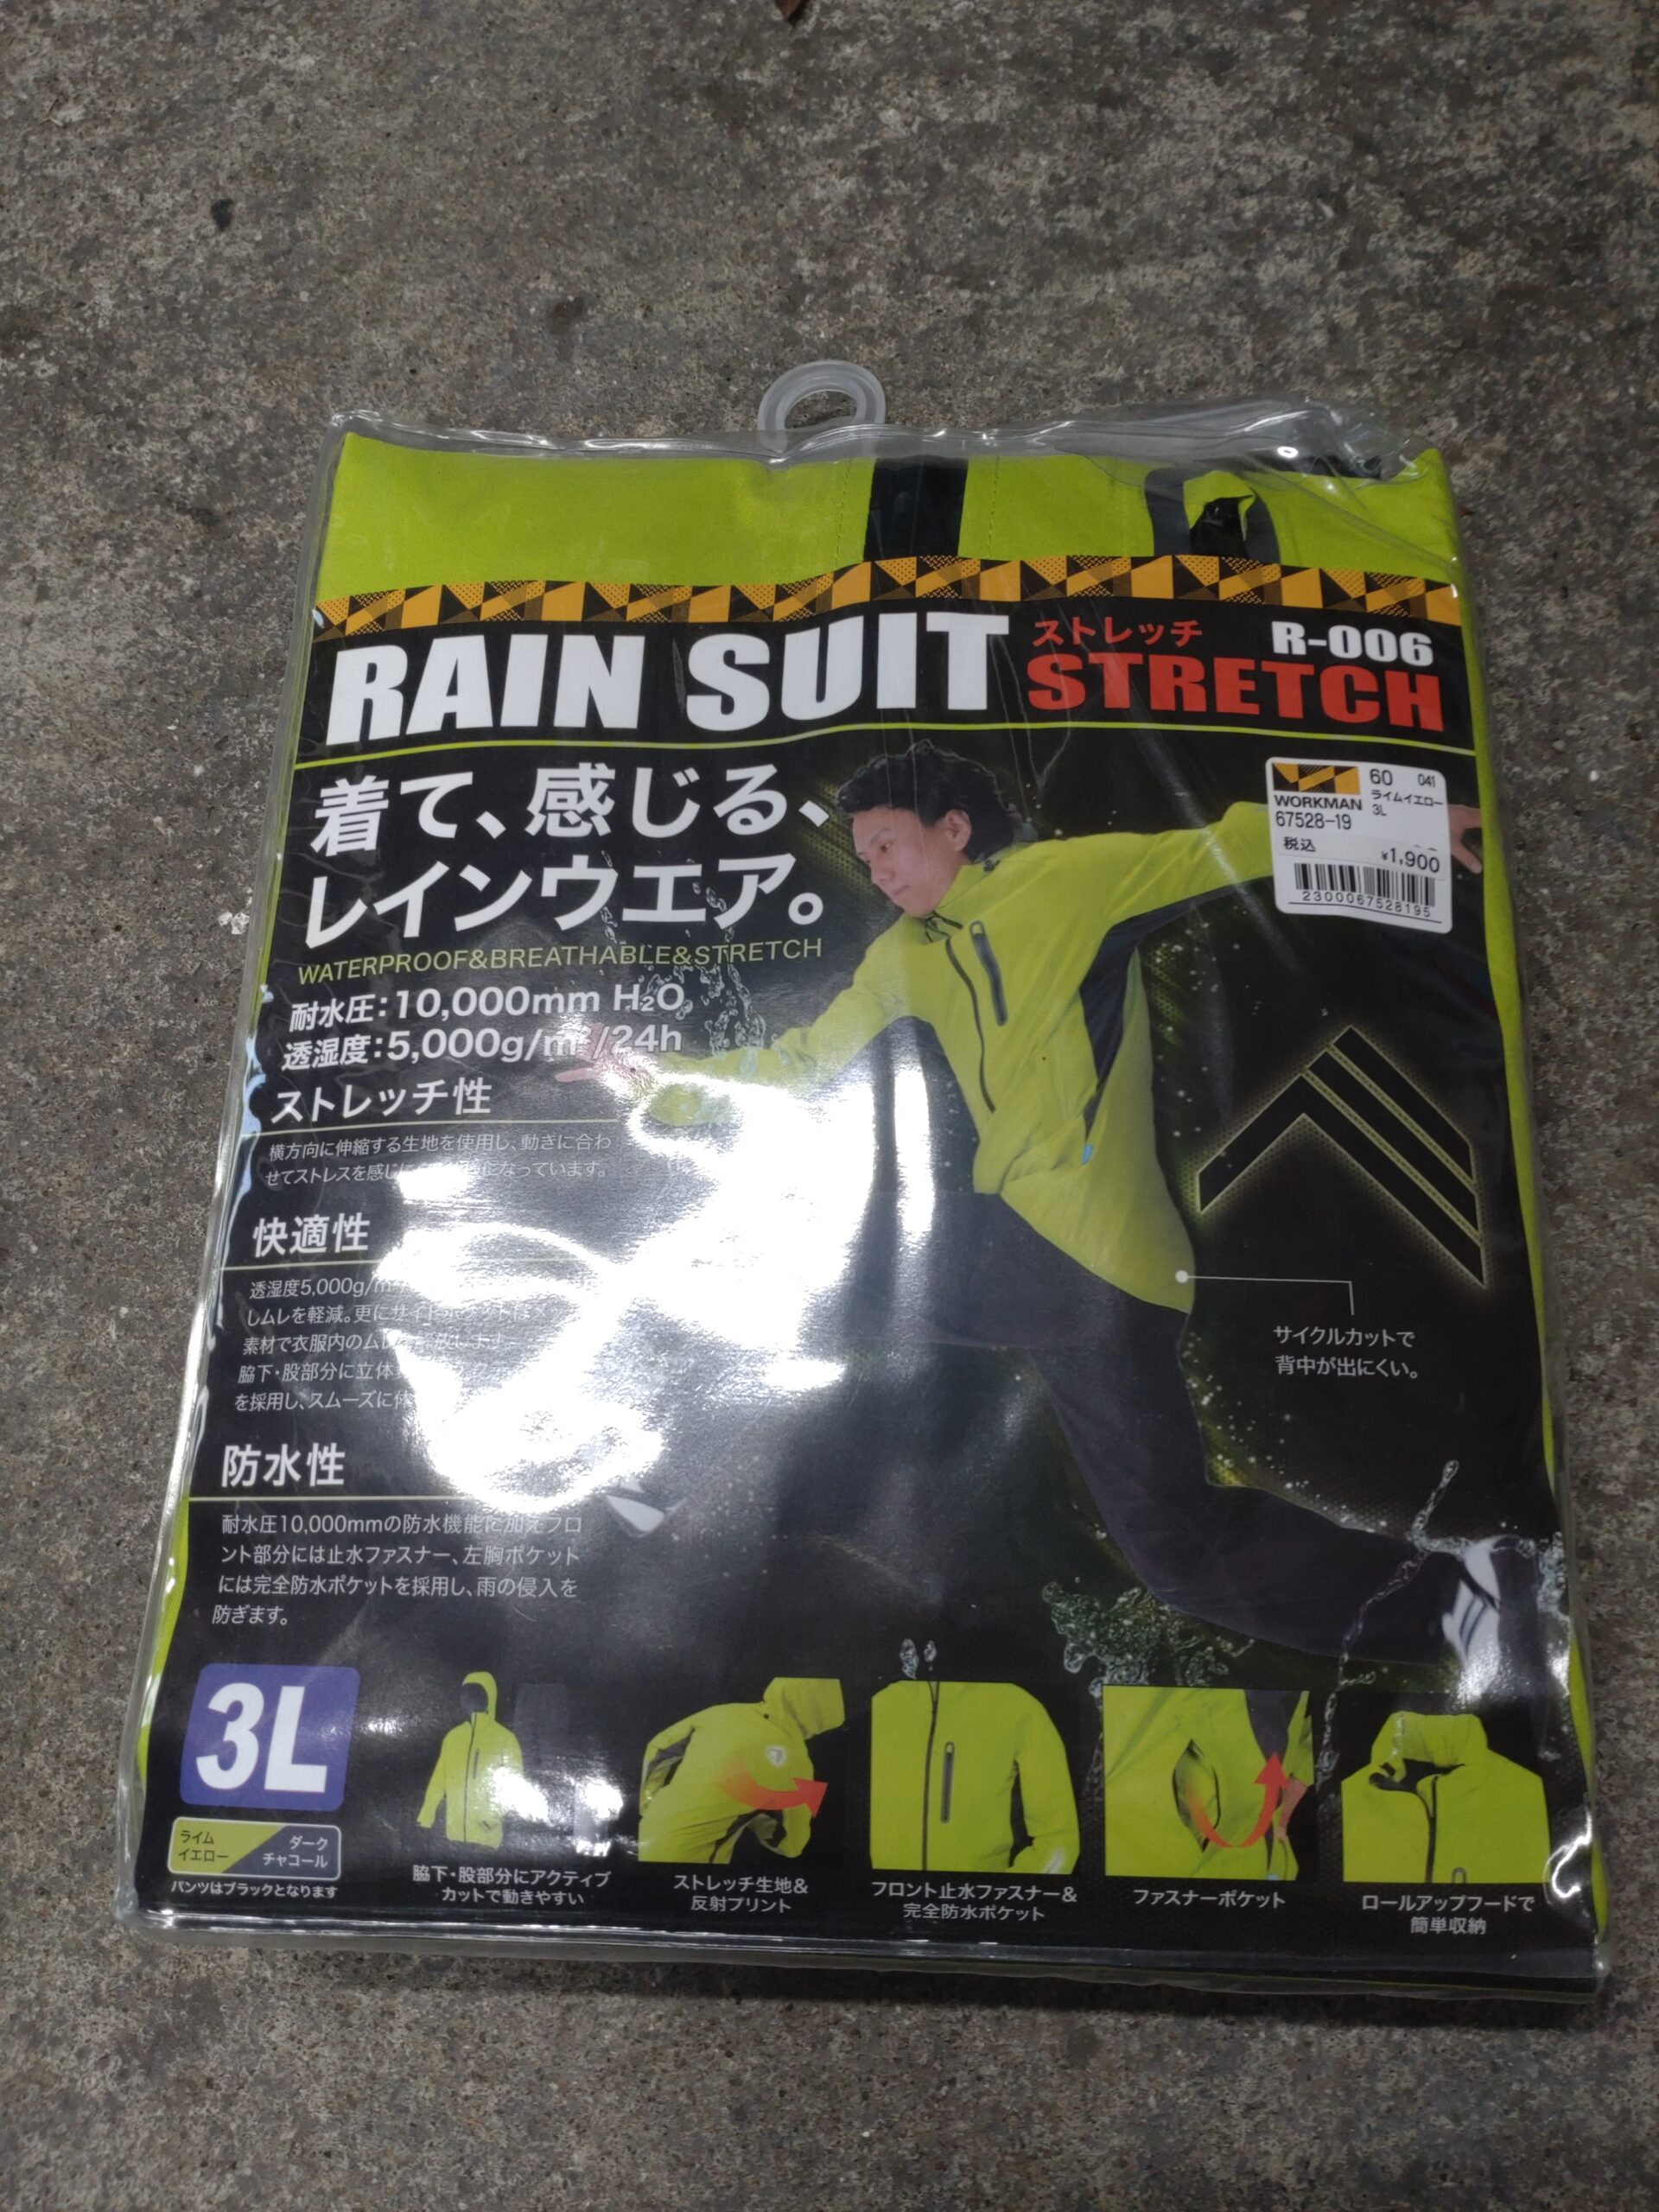 RAIN SUIT
ストレッチ
STRETCH
R-006
着て、感じる、
レインウエア。
WATERPROOF&BREATHABLE&STRETCH
耐水圧:10,000mm H₂O
透湿度:5,000g/m²/24h
ストレッチ性
横方向に伸縮する生地を使用し、動きに合わ
せてストレスを感じ になっています。
快適性
透湿度5,000g/m
しムレを軽減。更にサイド
素材で衣服内のムレ
脇下・股部分に立体
を採用し、スムーズに
防水性
耐水圧10,000mmの防水機能に加えフロ
ント部分には止水ファスナー、左胸ポケット
には完全防水ポケットを採用し、雨の侵入を
防ぎます。
WORKMAN
60 041
ライムイエロー
3L
67528-19
税込
¥1,900
2300067528195
サイクルカットで
背中が出にくい。
3L
ライム
イエロー
ダーク
チャコール
パンツはブラックとなります
脇下・股部分にアクティブ
カットで動きやすい
ストレッチ生地&
反射プリント
フロント止水ファスナー&
完全防水ポケット
ファスナーポケット
ロールアップフードで
簡単収納